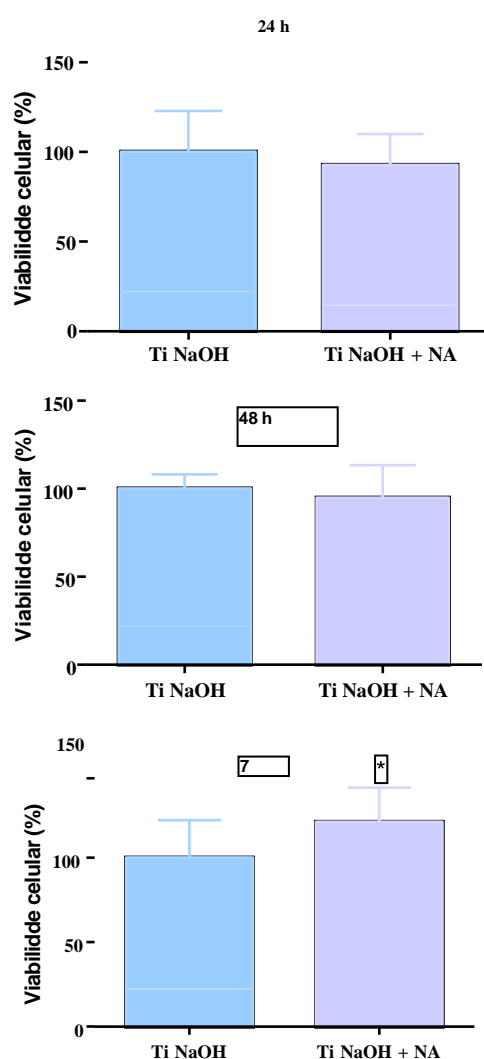 24 h
Viabilidde celular (%)
150
100
50
0
Ti NaOH
Ti NaOH + NA
48 h
Viabilidde celular (%)
150
100
50
0
Ti NaOH
Ti NaOH + NA
7
*
Viabilidde celular (%)
150
100
50
0
Ti NaOH
Ti NaOH + NA